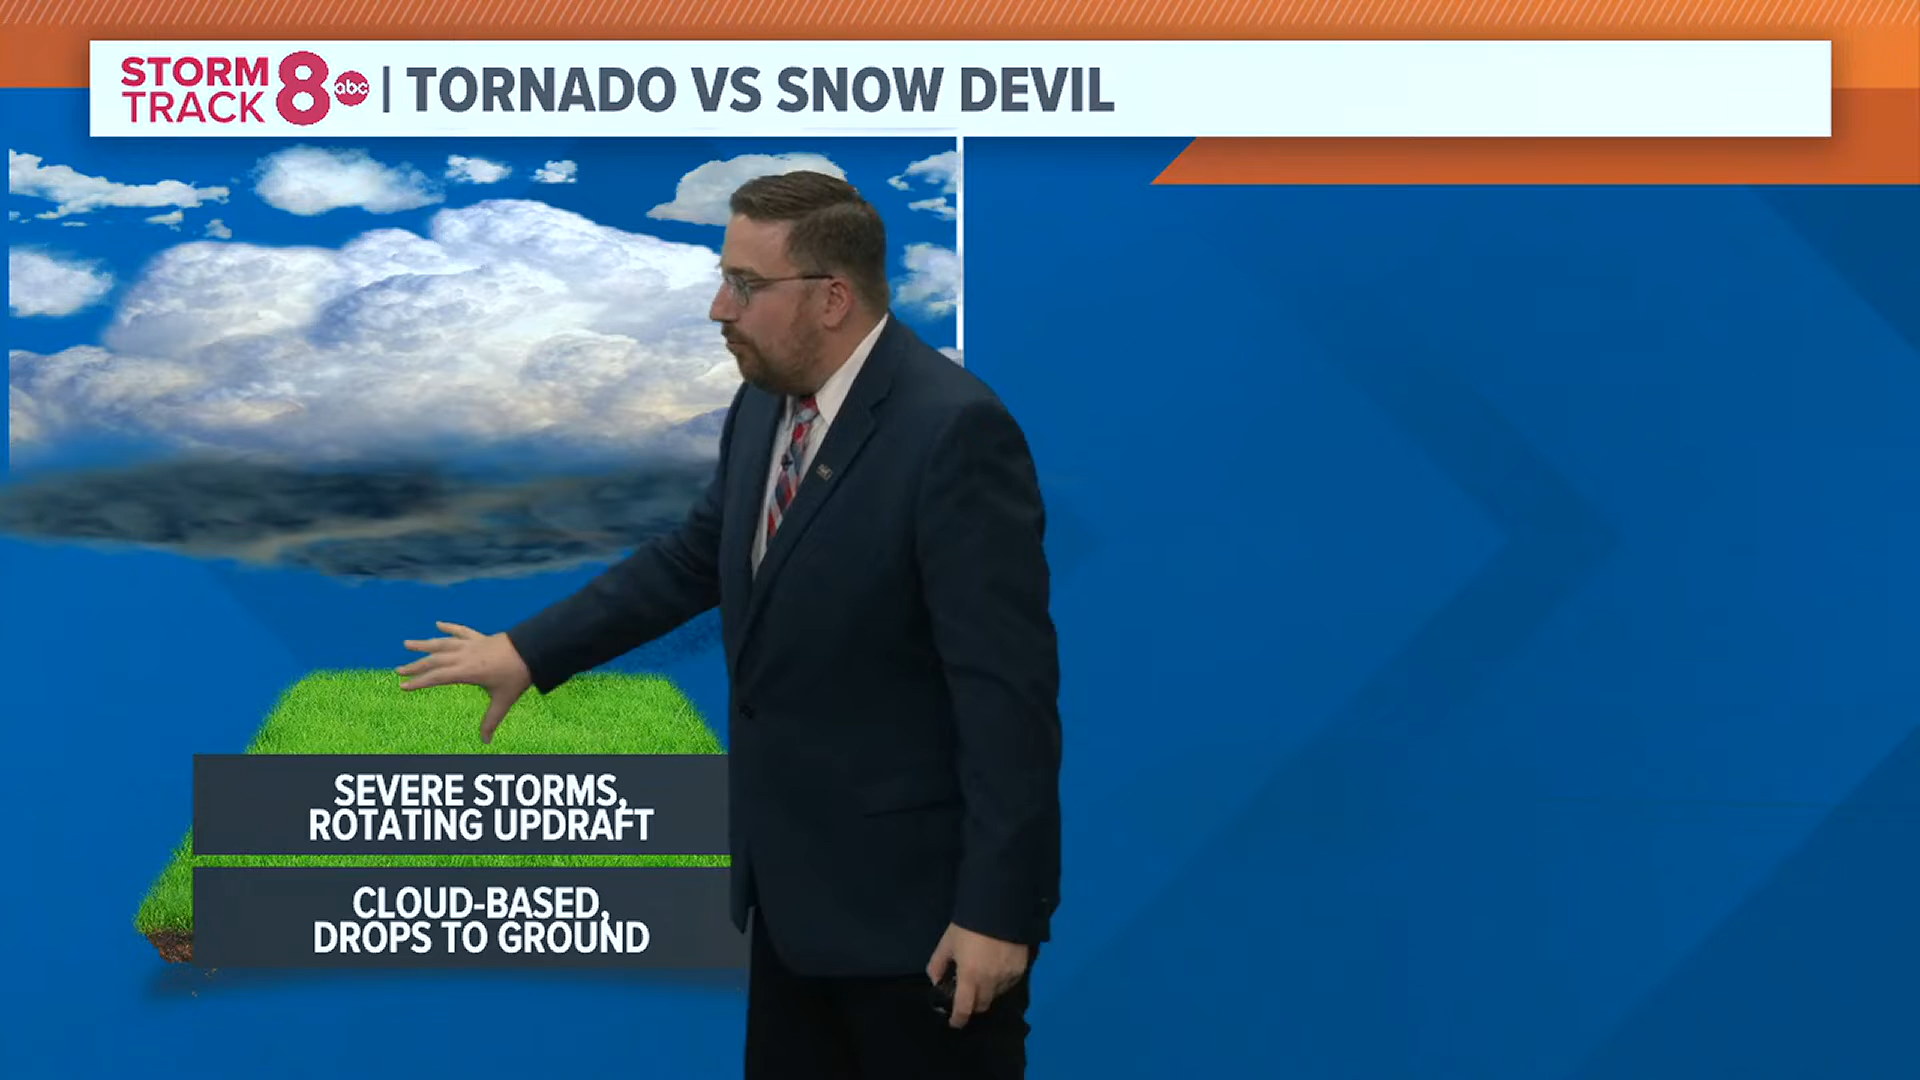 STORM
TRACK 8 abc | TORNADO VS SNOW DEVIL
SEVERE STORMS,
ROTATING UPDRAFT
CLOUD-BASED,
DROPS TO GROUND